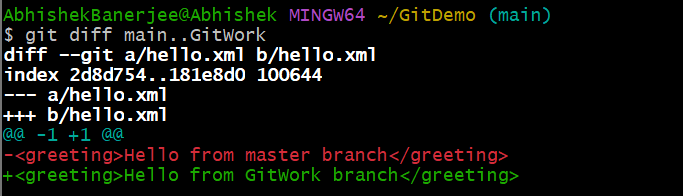 AbhishekBanerjee@Abhishek MINGW64 ~/GitDemo (main)
$ git diff main..GitWork
diff --git a/hello.xml b/hello.xml
index 2d8d754..181e8d0 100644
--- a/hello.xml
+++ b/hello.xml
@@ -1 +1 @@
-<greeting>Hello from master branch</greeting>
+<greeting>Hello from GitWork branch</greeting>